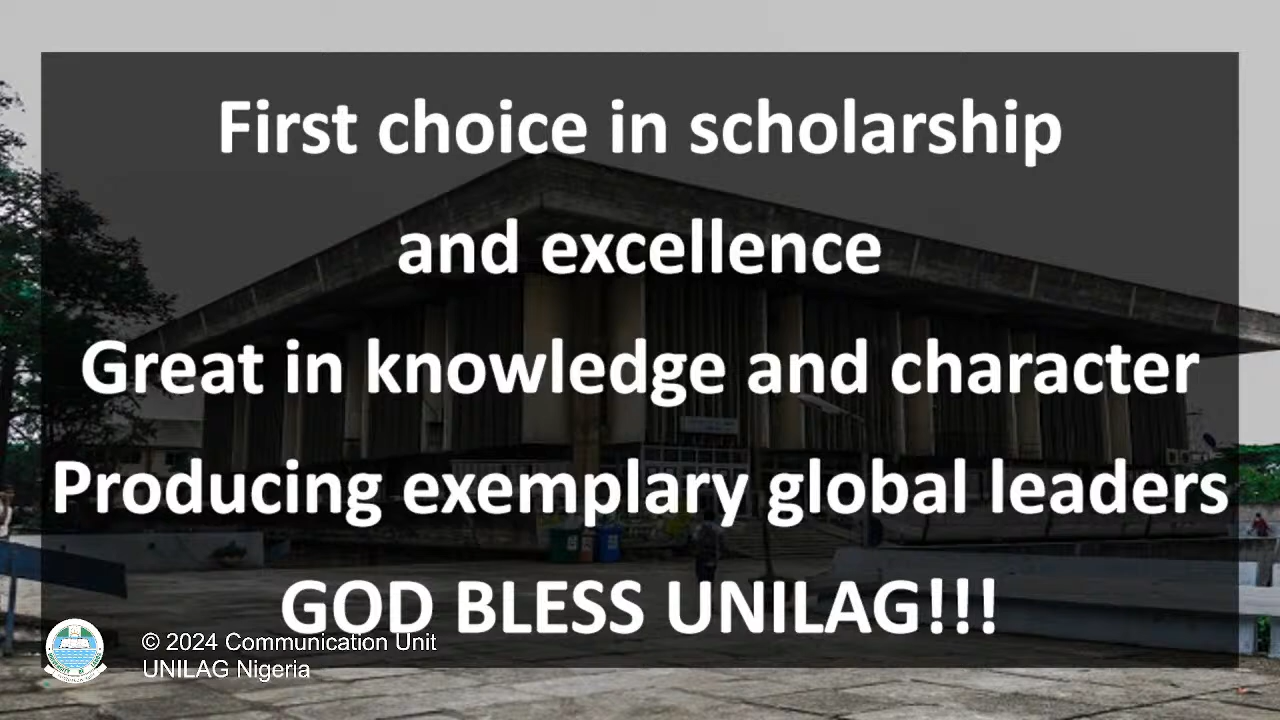 First choice in scholarship
and excellence
Great in knowledge and character
Producing exemplary global leaders
GOD BLESS UNILAG!!!
© 2024 Communication Unit
UNILAG Nigeria